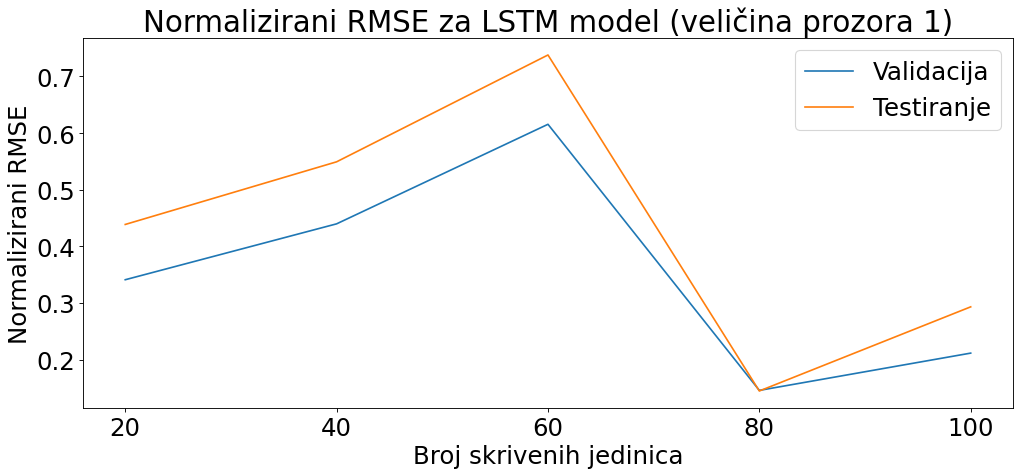 Normalizirani RMSE za LSTM model (veličina prozora 1)
Validacija
Testiranje
Normalizirani RMSE
0.7
0.6
0.5
0.4
0.3
0.2
20 40 60 80 100
Broj skrivenih jedinica